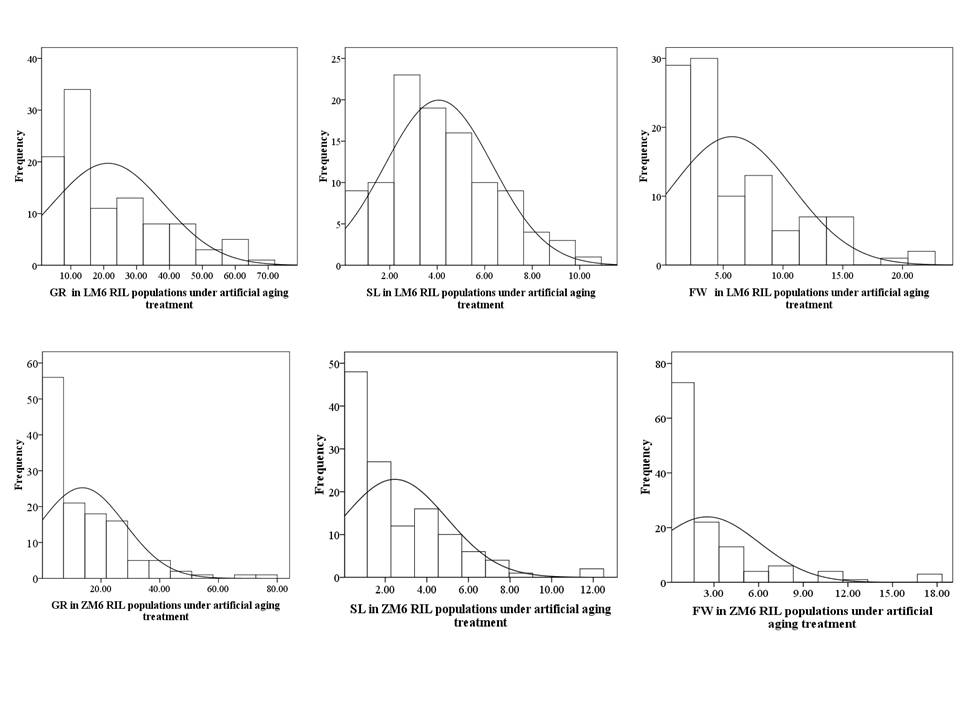 40
30
20
10
0
Frequency
10.00 20.00 30.00 40.00 50.00 60.00 70.00
GR in LM6 RIL populations under artificial aging
treatment
25
20
15
10
5
0
Frequency
2.00 4.00 6.00 8.00 10.00
SL in LM6 RIL populations under artificial aging
treatment
30
20
10
0
Frequency
5.00 10.00 15.00 20.00
FW in LM6 RIL populations under artificial aging
treatment
60
50
40
30
20
10
0
Frequency
20.00 40.00 60.00 80.00
GR in ZM6 RIL populations under artificial aging
treatment
50
40
30
20
10
0
Frequency
2.00 4.00 6.00 8.00 10.00 12.00
SL in ZM6 RIL populations under artificial aging
treatment
80
60
40
20
0
Frequency
3.00 6.00 9.00 12.00 15.00 18.00
FW in ZM6 RIL populations under artificial
aging treatment